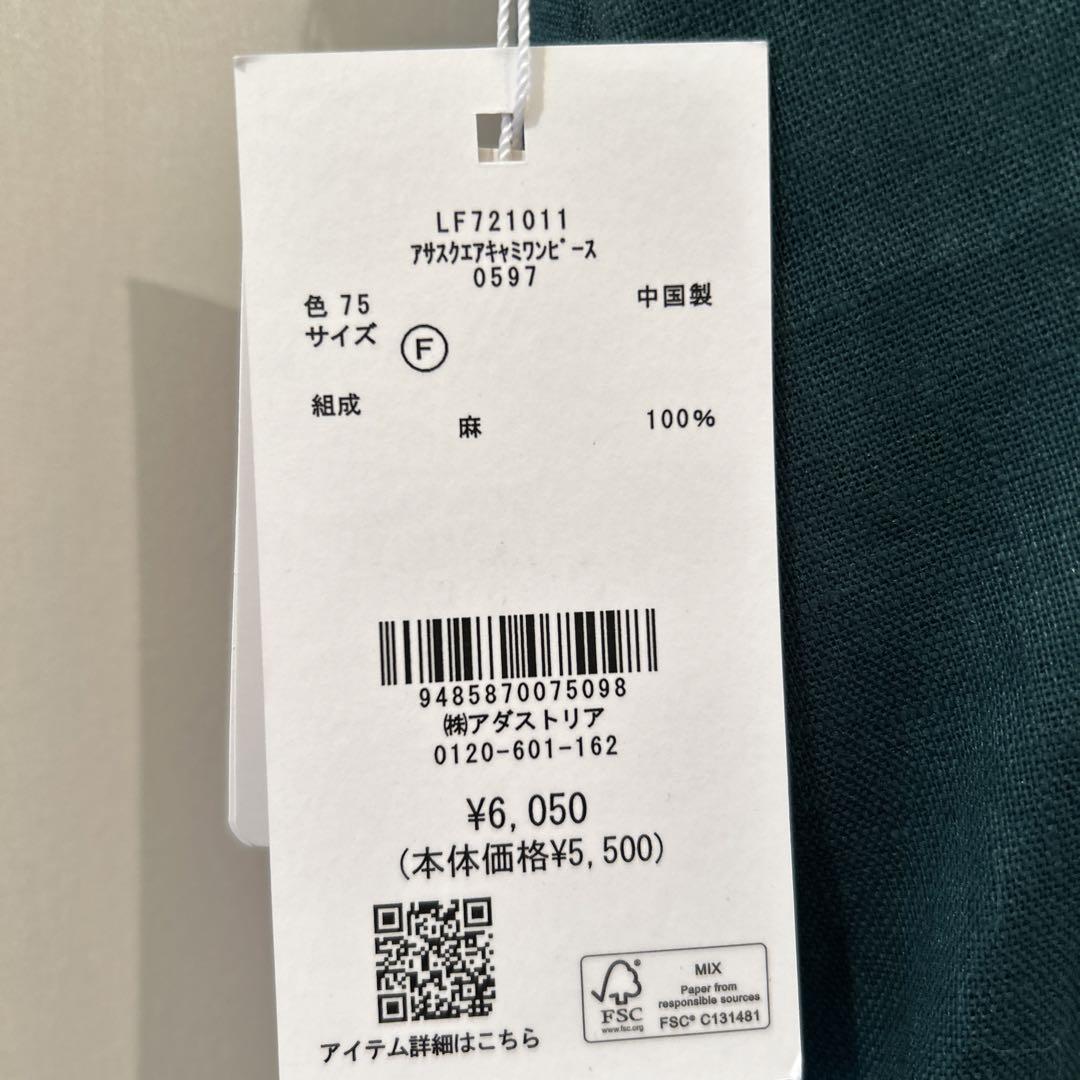 LF721011
ｱｻｽｸｴｱｷｬﾐﾜﾝﾋﾟｰｽ
0597
色 75
中国製
サイズ Ⓕ
組成
麻 100%
9485870075098
㈱アダストリア
0120-601-162
¥6,050
(本体価格¥5,500)
アイテム詳細はこちら
FSC
www.fsc.org
MIX
Paper from
responsible sources
FSC® C131481